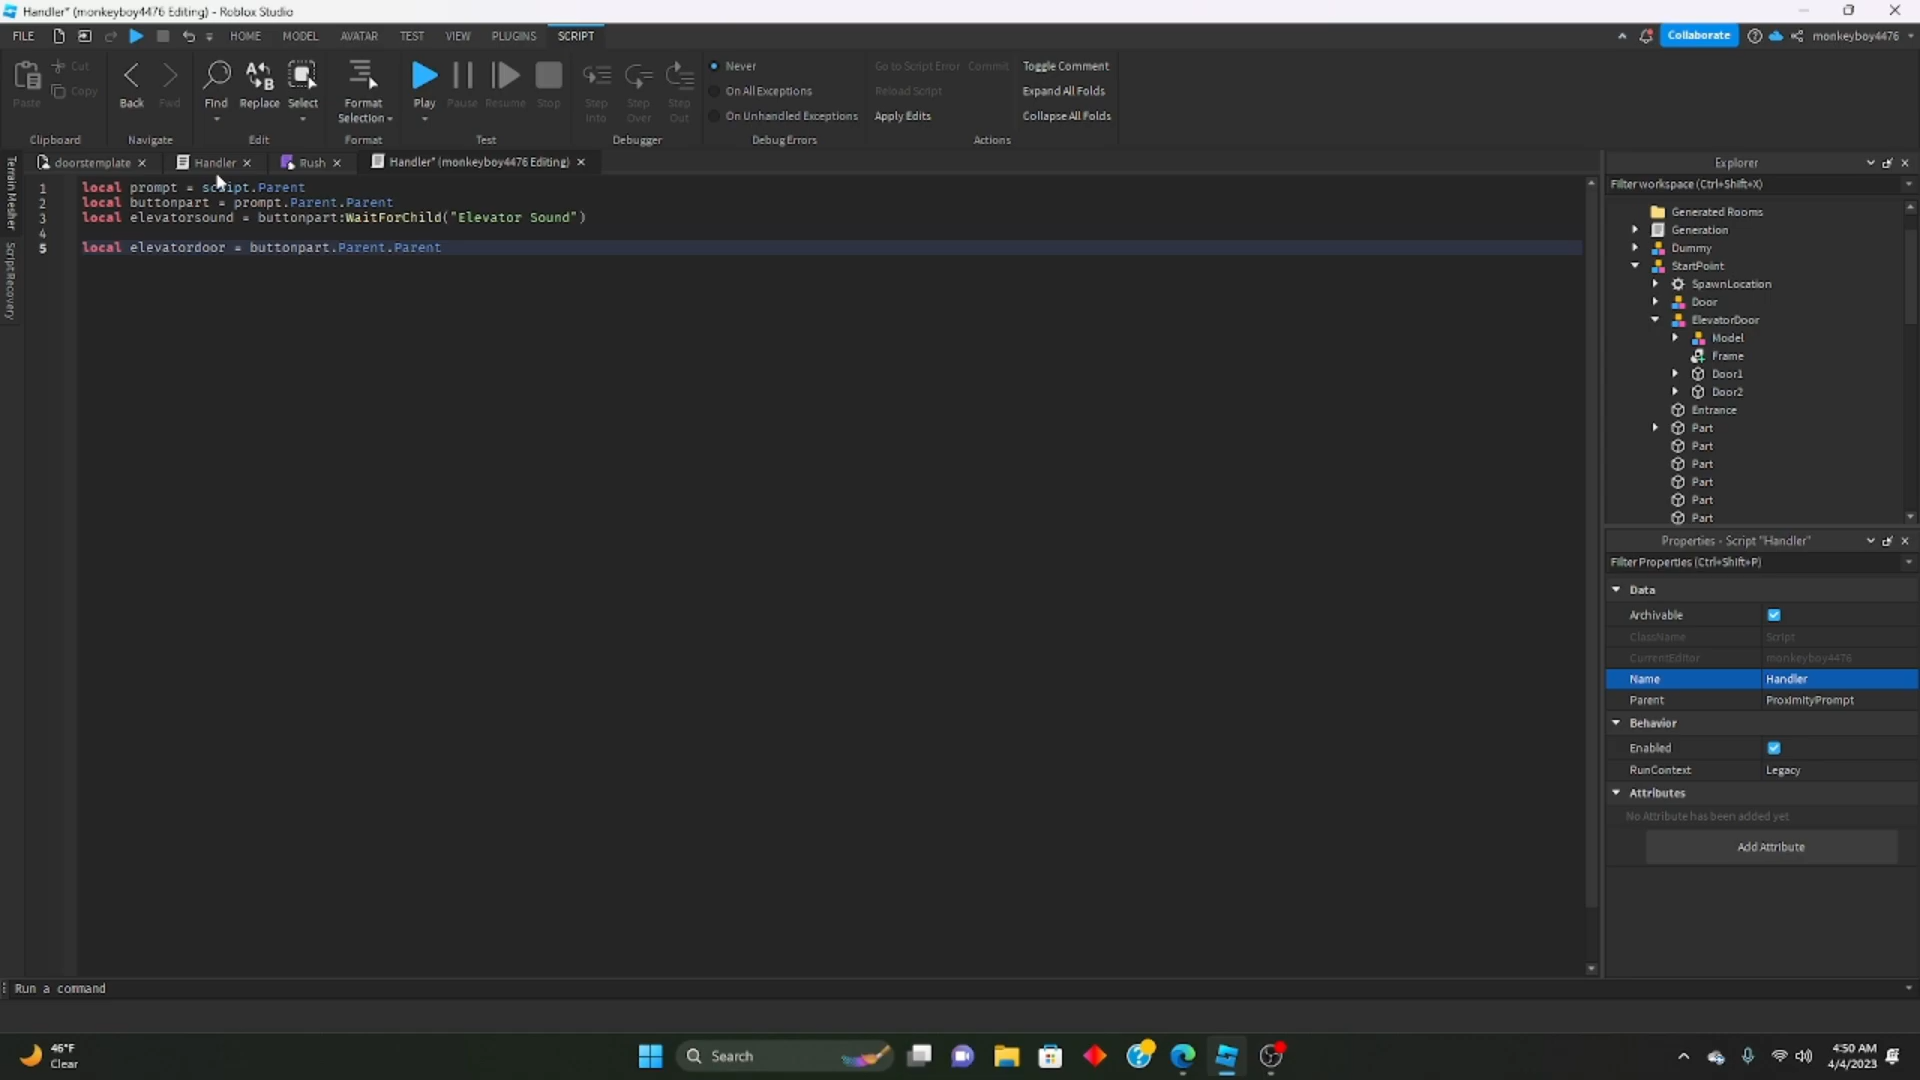 Handler* (monkeyboy4476 Editing) - Roblox Studio
FILE HOME MODEL AVATAR TEST VIEW PLUGINS SCRIPT Collaborate monkeyboy4476
Paste Cut Copy Back Fwd Find Replace Select Format Selection Play Pause Resume Stop Step Into Step Over Step Out
Never Go to Script Error Commit Toggle Comment
On All Exceptions Reload Script Expand All Folds
On Unhandled Exceptions Apply Edits Collapse All Folds
Clipboard Navigate Edit Format Test Debugger Debug Errors Actions
doorstemplate Handler Rush Handler* (monkeyboy4476 Editing)
Terrain Mesher
Script Recovery
1 local prompt = script.Parent
2 local buttonpart = prompt.Parent.Parent
3 local elevatorsound = buttonpart:WaitForChild("Elevator Sound")
4
5 local elevatordoor = buttonpart.Parent.Parent
Explorer
Filter workspace (Ctrl+Shift+X)
Generated Rooms
Generation
Dummy
StartPoint
SpawnLocation
Door
ElevatorDoor
Model
Frame
Door1
Door2
Entrance
Part
Part
Part
Part
Part
Part
Properties - Script "Handler"
Filter Properties (Ctrl+Shift+P)
Data
Archivable
ClassName Script
CurrentEditor monkeyboy4476
Name Handler
Parent ProximityPrompt
Behavior
Enabled
RunContext Legacy
Attributes
No Attribute has been added yet
Add Attribute
Run a command
46°F
Clear
Search
4:50 AM
4/4/2023